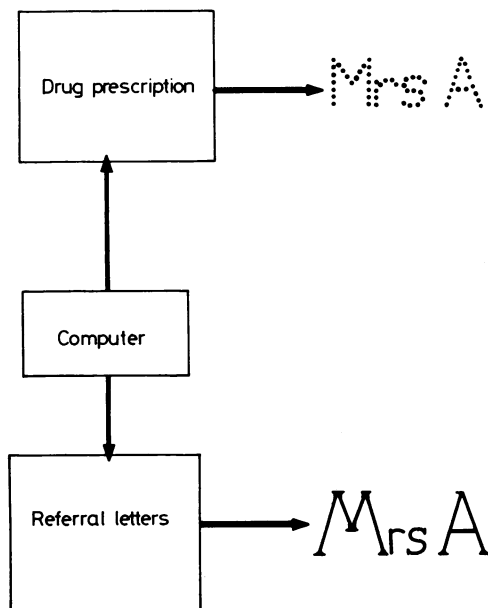 Drug prescription
Mrs A
Computer
Referral letters
Mrs A